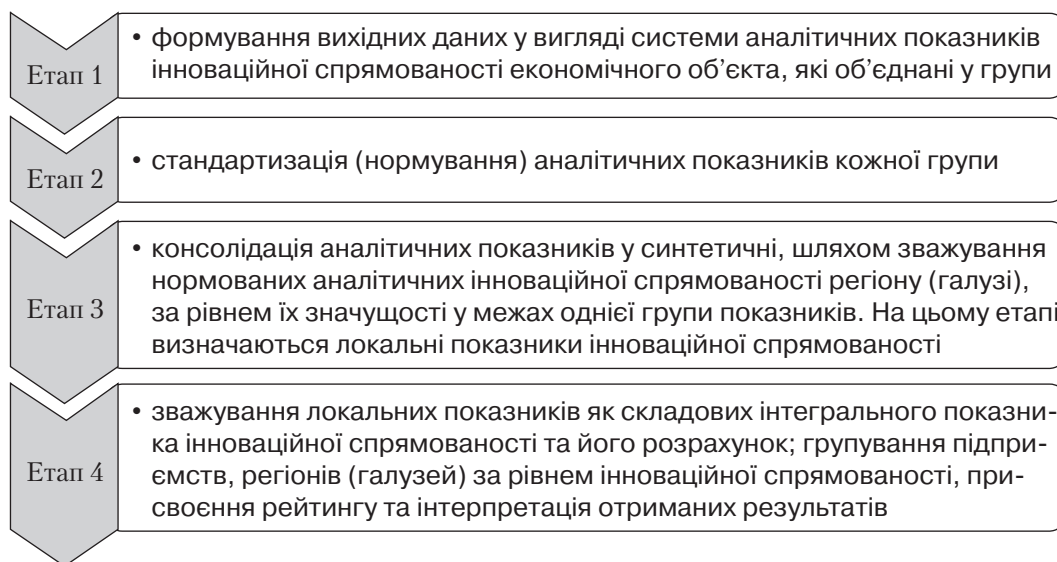 Етап 1
• формування вихідних даних у вигляді системи аналітичних показників
інноваційної спрямованості економічного об’єкта, які об’єднані у групи
Етап 2
• стандартизація (нормування) аналітичних показників кожної групи
Етап 3
• консолідація аналітичних показників у синтетичні, шляхом зважування
нормованих аналітичних інноваційної спрямованості регіону (галузі),
за рівнем їх значущості у межах однієї групи показників. На цьому етапі
визначаються локальні показники інноваційної спрямованості
Етап 4
• зважування локальних показників як складових інтегрального показни-
ка інноваційної спрямованості та його розрахунок; групування підпри-
ємств, регіонів (галузей) за рівнем інноваційної спрямованості, при-
своєння рейтингу та інтерпретація отриманих результатів